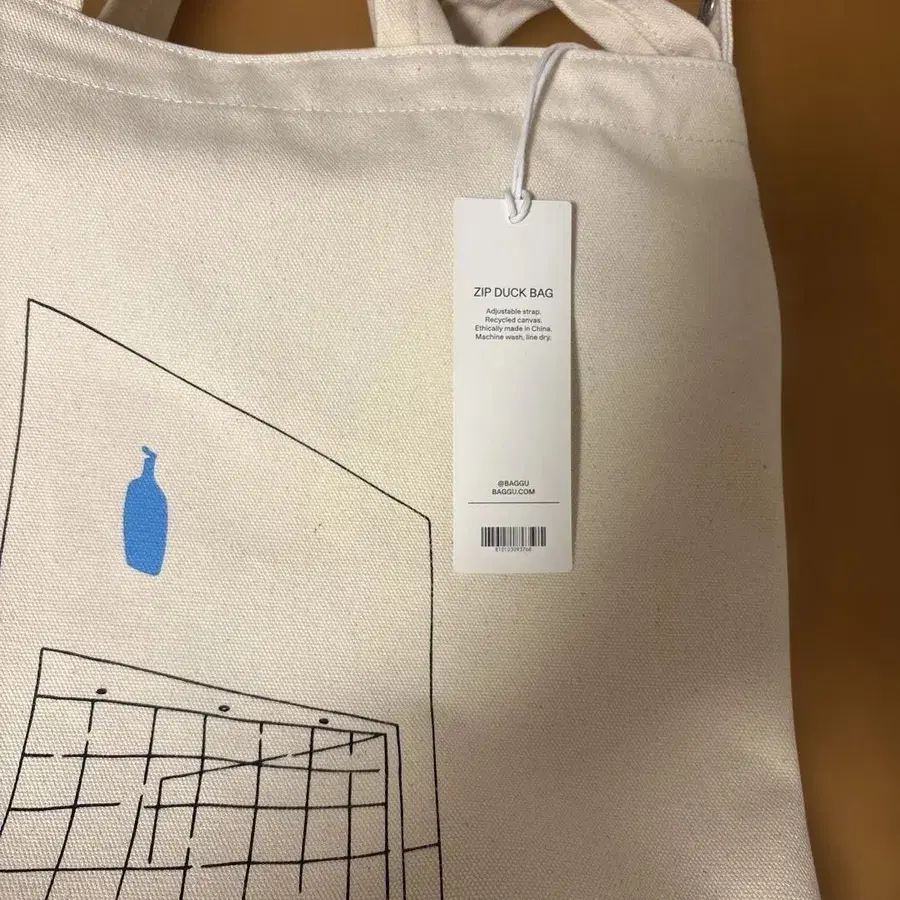 ZIP DUCK BAG
Adjustable strap.
Recycled canvas.
Ethically made in China.
Machine wash, line dry.
@BAGGU
BAGGU.COM